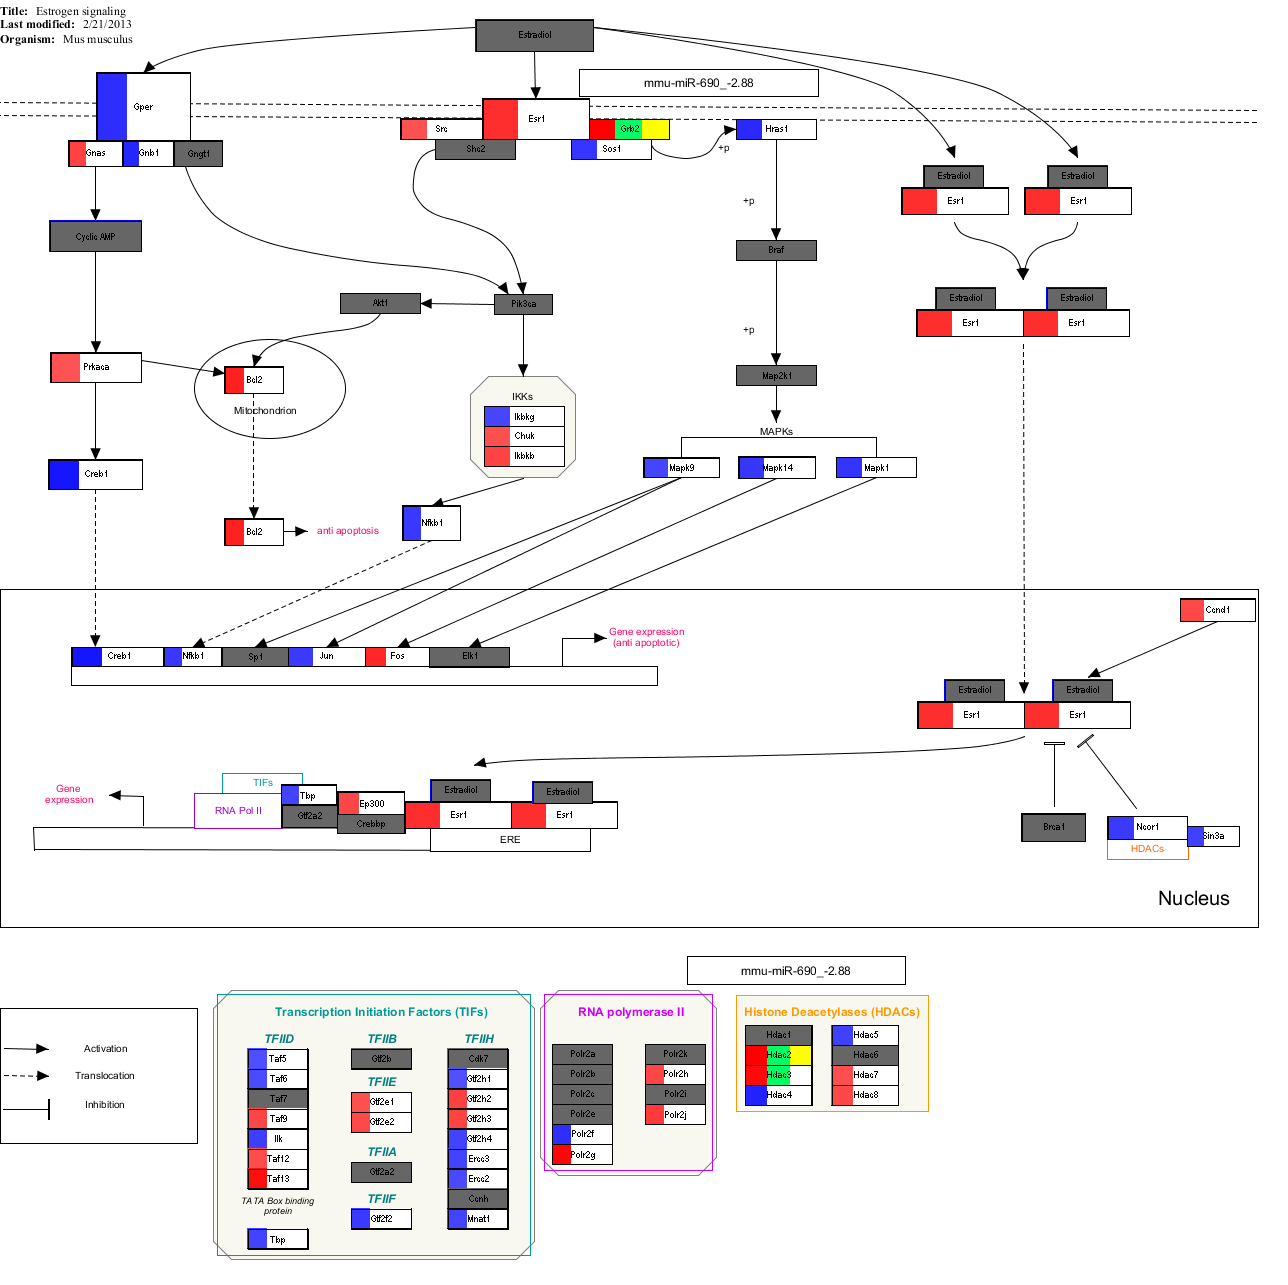 Title: Estrogen signaling
Last modified: 2/21/2013
Organism: Mus musculus
Estradiol
mmu-miR-690_-2.88
Gper
Esr1
Src
Grb2
Hras1
Gnas
Gnb1
Gngt1
Shc2
Sos1
+p
Estradiol
Estradiol
Esr1
Esr1
+p
Cyclic AMP
Braf
Akt1
Pik3ca
Estradiol
Estradiol
Esr1
Esr1
+p
Prkaca
Bcl2
Map2k1
Mitochondrion
IKKs
Ikbkg
Chuk
Ikbkb
MAPKs
Mapk9
Mapk14
Mapk1
Creb1
Nfkb1
Bcl2
anti apoptosis
Ccnd1
Gene expression
(anti apoptotic)
Creb1
Nfkb1
Sp1
Jun
Fos
Elk1
Estradiol
Estradiol
Esr1
Esr1
Gene
expression
TIFs
RNA Pol II
Tbp
Gtf2a2
Ep300
Crebbp
Estradiol
Estradiol
Esr1
Esr1
ERE
Brca1
Ncor1
Sin3a
HDACs
Nucleus
mmu-miR-690_-2.88
Activation
Translocation
Inhibition
Transcription Initiation Factors (TIFs)
TFIID
Taf5
Taf6
Taf7
Taf9
Ilk
Taf12
Taf13
TATA Box binding
protein
Tbp
TFIIB
Gtf2b
TFIIE
Gtf2e1
Gtf2e2
TFIIA
Gtf2a2
TFIIF
Gtf2f2
TFIIH
Cdk7
Gtf2h1
Gtf2h2
Gtf2h3
Gtf2h4
Ercc3
Ercc2
Ccnh
Mnat1
RNA polymerase II
Polr2a
Polr2b
Polr2c
Polr2e
Polr2f
Polr2g
Polr2k
Polr2h
Polr2i
Polr2j
Histone Deacetylases (HDACs)
Hdac1
Hdac2
Hdac3
Hdac4
Hdac5
Hdac6
Hdac7
Hdac8